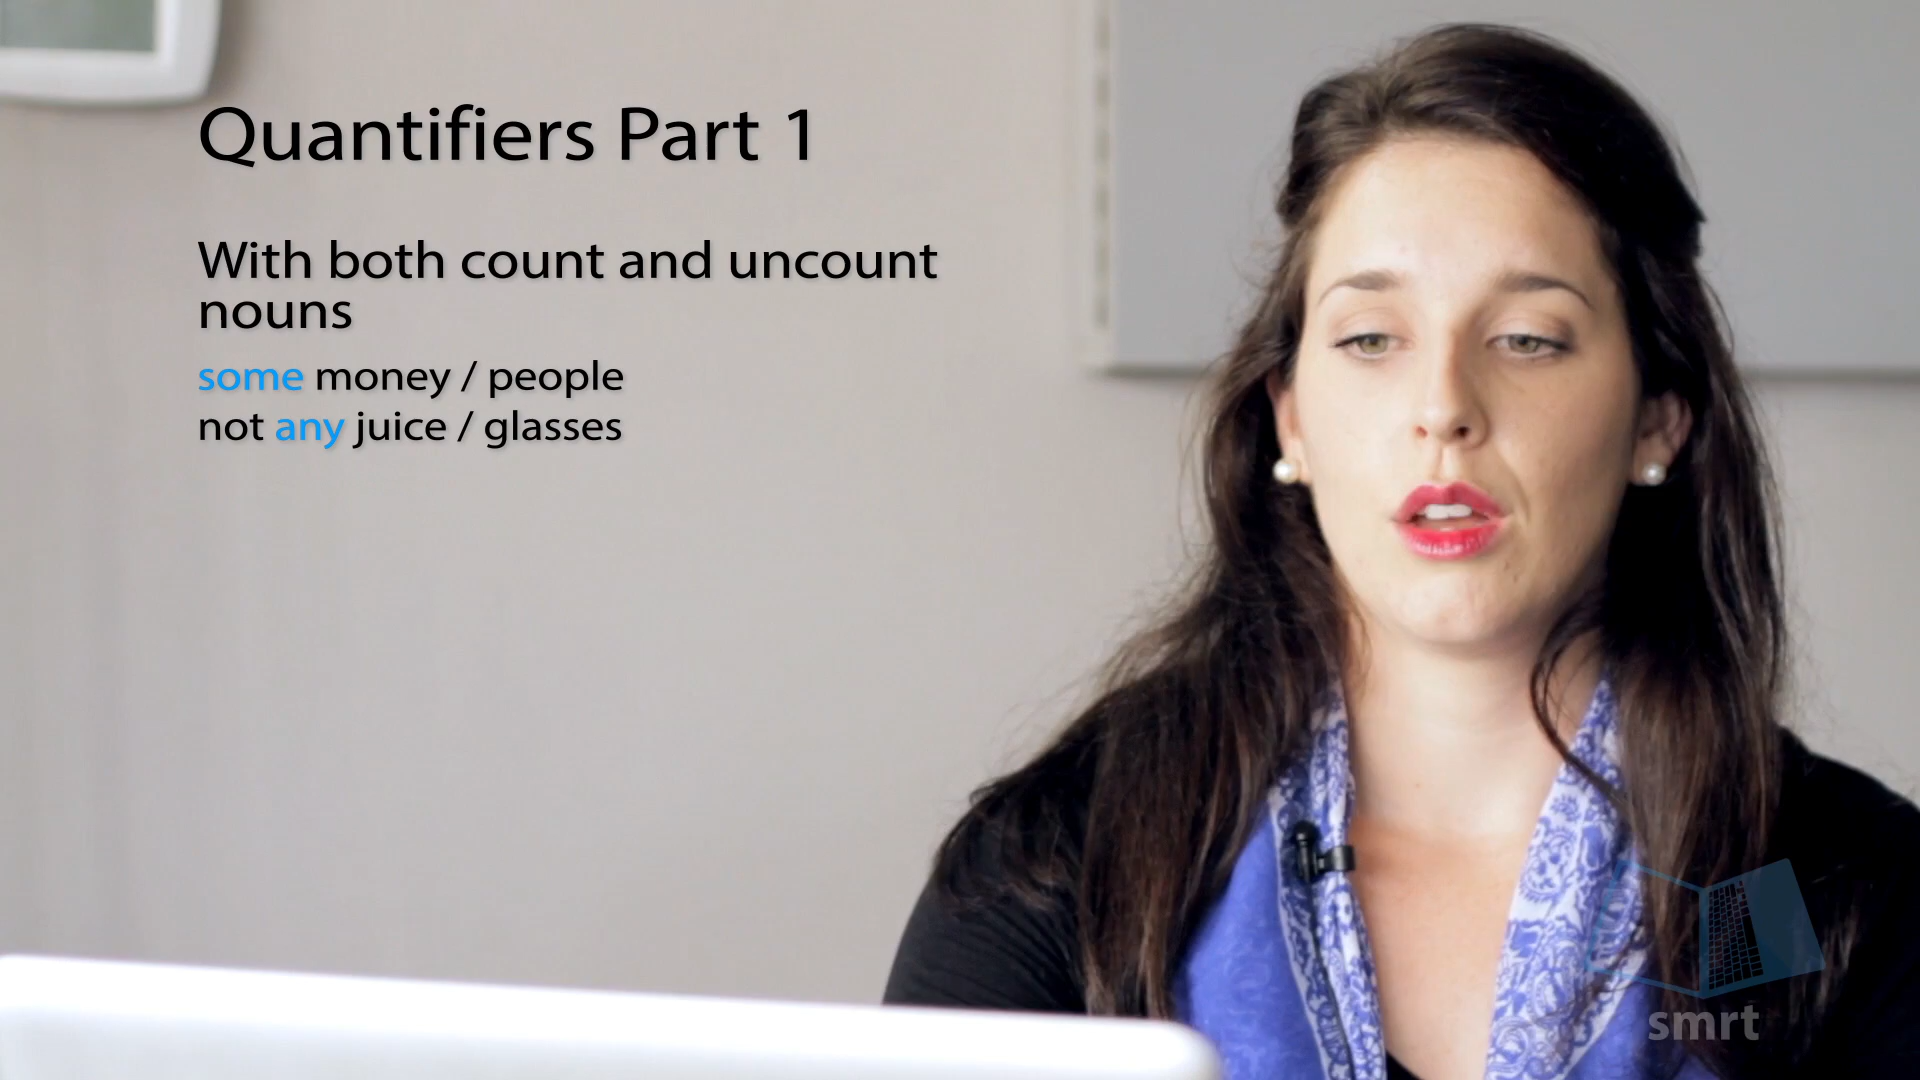 Quantifiers Part 1
With both count and uncount
nouns
some money / people
not any juice / glasses
smrt